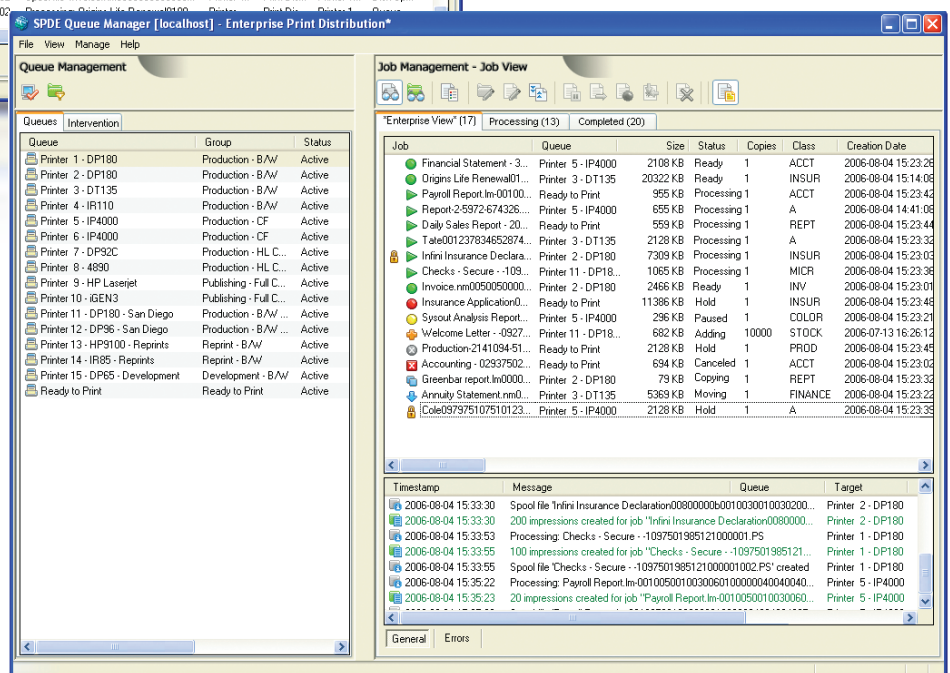 SPDE Queue Manager [localhost] - Enterprise Print Distribution*
File View Manage Help
Queue Management
Queues Intervention
Queue Group Status
Printer 1 - DP180 Production - B/W Active
Printer 2 - DP180 Production - B/W Active
Printer 3 - DT135 Production - B/W Active
Printer 4 - IR110 Production - B/W Active
Printer 5 - IP4000 Production - CF Active
Printer 6 - IP4000 Production - CF Active
Printer 7 - DP92C Production - HL C... Active
Printer 8 - 4890 Production - HL C... Active
Printer 9 - HP Laserjet Publishing - Full C... Active
Printer 10 - iGEN3 Publishing - Full C... Active
Printer 11 - DP180 - San Diego Production - B/W ... Active
Printer 12 - DP96 - San Diego Production - B/W ... Active
Printer 13 - HP9100 - Reprints Reprint - B/W Active
Printer 14 - IR85 - Reprints Reprint - B/W Active
Printer 15 - DP65 - Development Development - B/W Active
Ready to Print Ready to Print Active
Job Management - Job View
"Enterprise View" (17) Processing (13) Completed (20)
Job Queue Size Status Copies Class Creation Date
Financial Statement - 3... Printer 5 - IP4000 2108 KB Ready 1 ACCT 2006-08-04 15:23:26
Origins Life Renewal01... Printer 3 - DT135 20322 KB Ready 1 INSUR 2006-08-04 15:14:08
Payroll Report.lm-00100... Ready to Print 955 KB Processing 1 ACCT 2006-08-04 15:23:42
Report-2-5972-674326.... Printer 5 - IP4000 655 KB Processing 1 A 2006-08-04 14:41:08
Daily Sales Report - 20... Ready to Print 559 KB Processing 1 REPT 2006-08-04 15:23:44
Tate001237834652874... Printer 3 - DT135 2128 KB Processing 1 A 2006-08-04 15:23:32
Infini Insurance Declara... Printer 2 - DP180 7309 KB Processing 1 INSUR 2006-08-04 15:23:03
Checks - Secure - -109... Printer 11 - DP18... 1065 KB Processing 1 MICR 2006-08-04 15:23:36
Invoice.nm0050050000... Printer 2 - DP180 2466 KB Ready 1 INV 2006-08-04 15:23:01
Insurance Application0... Ready to Print 11386 KB Hold 1 INSUR 2006-08-04 15:23:48
Sysout Analysis Report... Printer 5 - IP4000 296 KB Paused 1 COLOR 2006-08-04 15:23:21
Welcome Letter - -0927... Printer 11 - DP18... 682 KB Adding 10000 STOCK 2006-07-13 16:26:12
Production-2141094-51... Ready to Print 2128 KB Hold 1 PROD 2006-08-04 15:23:45
Accounting - 02937502... Ready to Print 694 KB Canceled 1 ACCT 2006-08-04 15:23:02
Greenbar report.lm0000... Printer 2 - DP180 79 KB Copying 1 REPT 2006-08-04 15:23:32
Annuity Statement.nm0... Printer 3 - DT135 5369 KB Moving 1 FINANCE 2006-08-04 15:23:22
Cole097975107510123... Printer 5 - IP4000 2128 KB Hold 1 A 2006-08-04 15:23:39
Timestamp Message Queue Target
2006-08-04 15:33:30 Spool file 'Infini Insurance Declaration00800000b0010030010030200... Printer 2 - DP180
2006-08-04 15:33:30 200 impressions created for job "Infini Insurance Declaration0080000... Printer 2 - DP180
2006-08-04 15:33:53 Processing: Checks - Secure - -1097501985121000001.PS Printer 1 - DP180
2006-08-04 15:33:55 100 impressions created for job "Checks - Secure - -1097501985121... Printer 1 - DP180
2006-08-04 15:33:55 Spool file 'Checks - Secure - -1097501985121000001002.PS' created Printer 1 - DP180
2006-08-04 15:35:22 Processing: Payroll Report.lm-00100500100300601000000 40040040... Printer 5 - IP4000
2006-08-04 15:35:23 20 impressions created for job "Payroll Report.lm-0010050010030060... Printer 5 - IP4000
General Errors